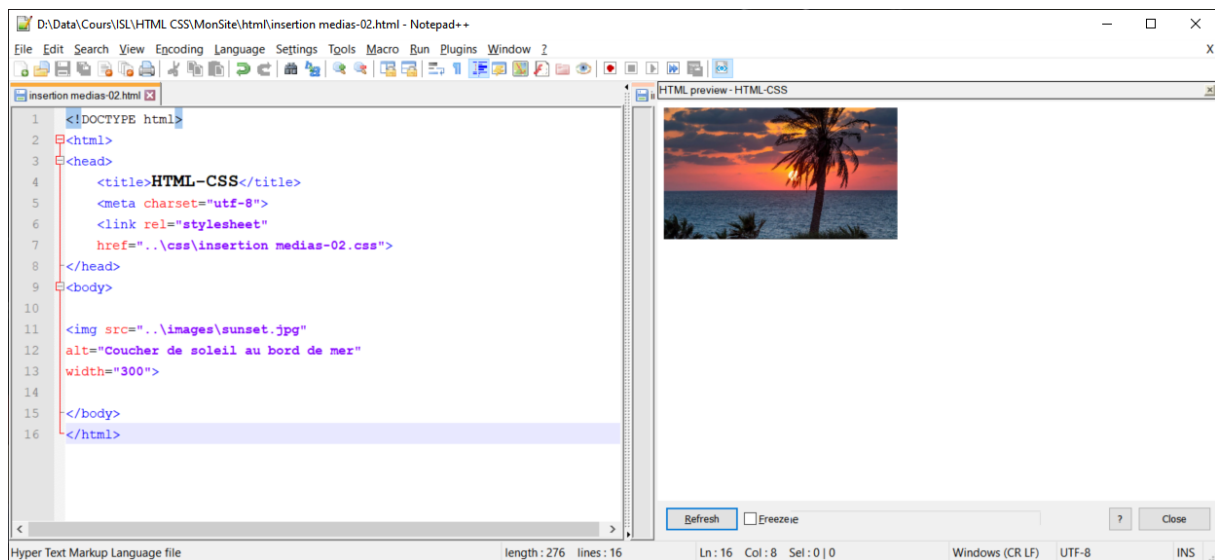 D:\Data\Cours\ISL\HTML CSS\MonSite\html\insertion medias-02.html - Notepad++
File Edit Search View Encoding Language Settings Tools Macro Run Plugins Window ? X
insertion medias-02.html
HTML preview - HTML-CSS
1 <!DOCTYPE html>
2 <html>
3 <head>
4 <title>HTML-CSS</title>
5 <meta charset="utf-8">
6 <link rel="stylesheet"
7 href="..\css\insertion medias-02.css">
8 </head>
9 <body>
10
11 <img src="..\images\sunset.jpg"
12 alt="Coucher de soleil au bord de mer"
13 width="300">
14
15 </body>
16 </html>
Refresh Freeze ? Close
Hyper Text Markup Language file length : 276 lines : 16 Ln : 16 Col : 8 Sel : 0 | 0 Windows (CR LF) UTF-8 INS